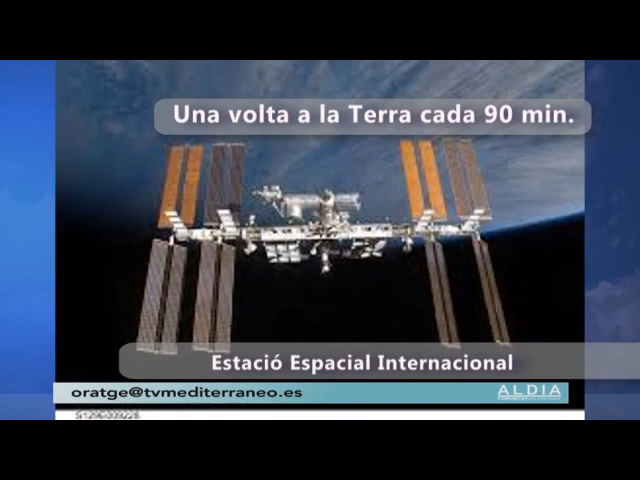 Una volta a la Terra cada 90 min.
Estació Espacial Internacional
oratge@tvmediterraneo.es
ALDIA